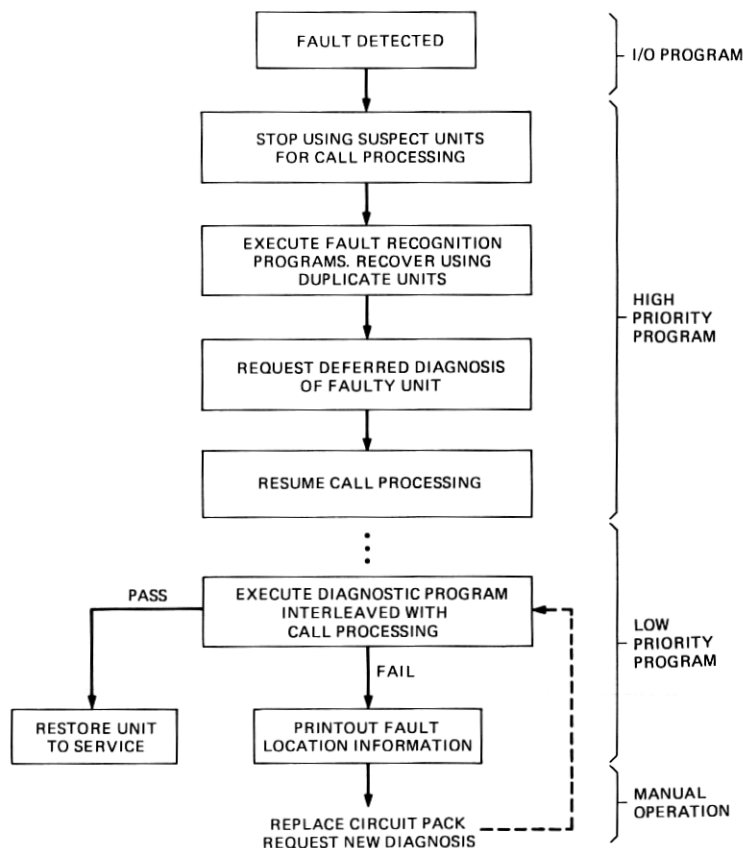 FAULT DETECTED
I/O PROGRAM
STOP USING SUSPECT UNITS
FOR CALL PROCESSING
EXECUTE FAULT RECOGNITION
PROGRAMS. RECOVER USING
DUPLICATE UNITS
HIGH
PRIORITY
PROGRAM
REQUEST DEFERRED DIAGNOSIS
OF FAULTY UNIT
RESUME CALL PROCESSING
PASS
EXECUTE DIAGNOSTIC PROGRAM
INTERLEAVED WITH
CALL PROCESSING
LOW
PRIORITY
PROGRAM
FAIL
RESTORE UNIT
TO SERVICE
PRINTOUT FAULT
LOCATION INFORMATION
MANUAL
OPERATION
REPLACE CIRCUIT PACK
REQUEST NEW DIAGNOSIS